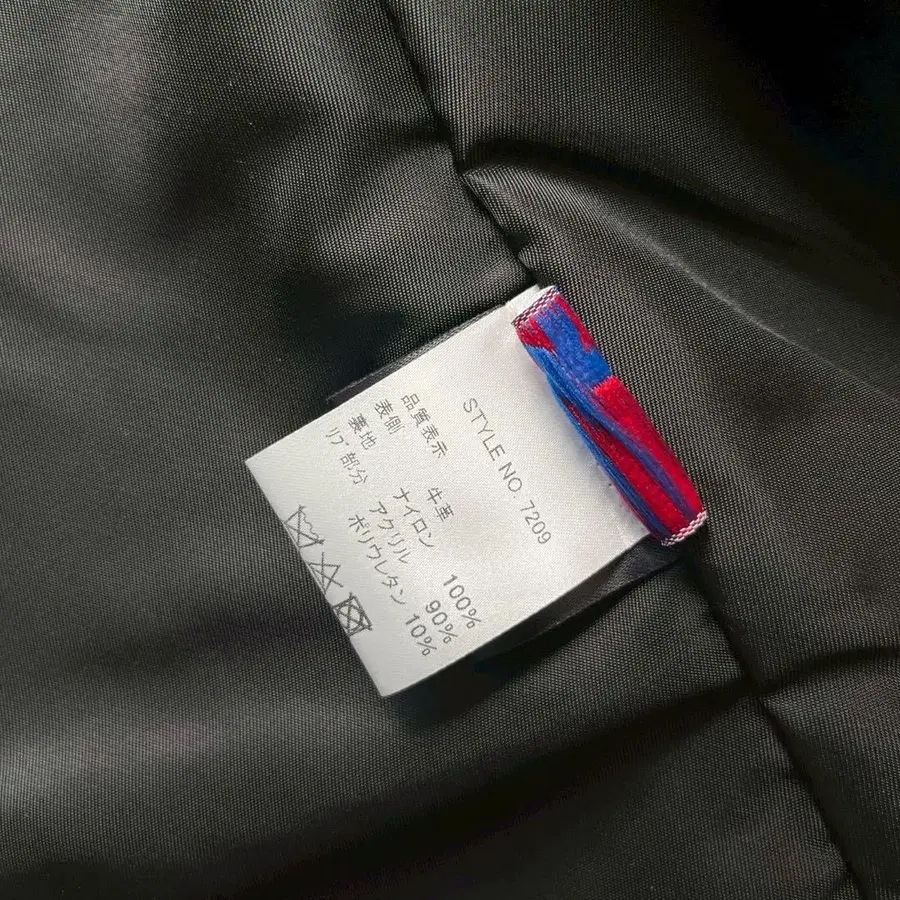 STYLE NO. 7209
品質表示
表側 牛革
裏地 ナイロン 100%
リブ部分 アクリル 90%
ポリウレタン 10%